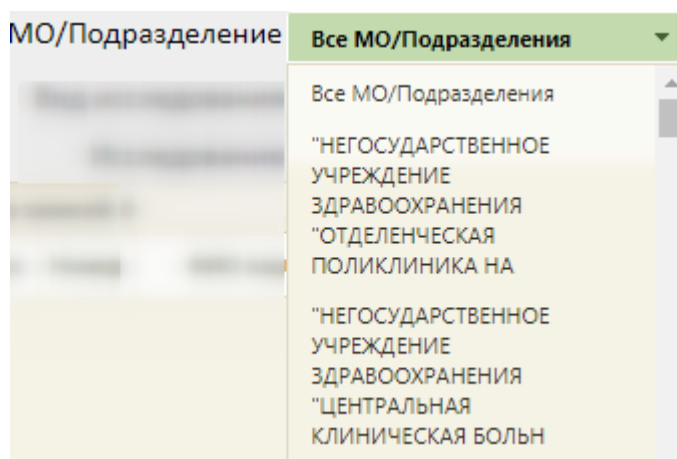 МО/Подразделение
Все МО/Подразделения
Все МО/Подразделения
"НЕГОСУДАРСТВЕННОЕ
УЧРЕЖДЕНИЕ
ЗДРАВООХРАНЕНИЯ
"ОТДЕЛЕНЧЕСКАЯ
ПОЛИКЛИНИКА НА
"НЕГОСУДАРСТВЕННОЕ
УЧРЕЖДЕНИЕ
ЗДРАВООХРАНЕНИЯ
"ЦЕНТРАЛЬНАЯ
КЛИНИЧЕСКАЯ БОЛЬН